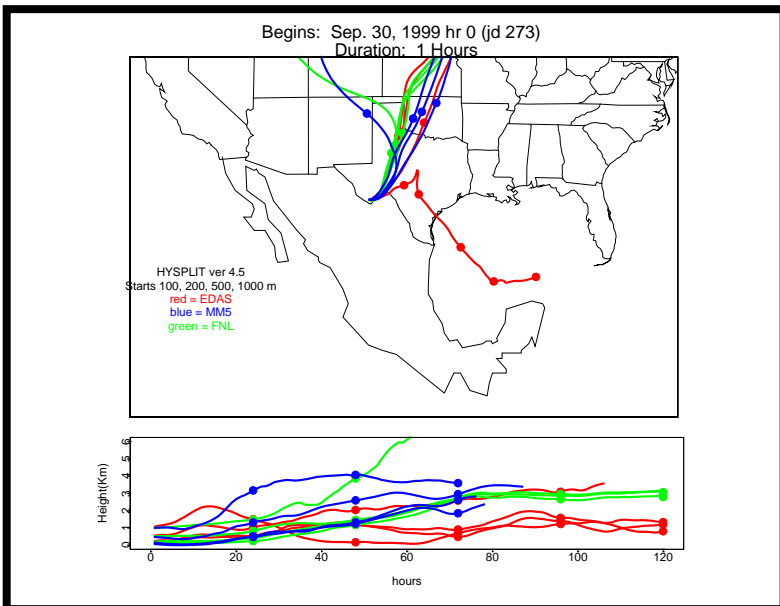 Begins: Sep. 30, 1999 hr 0 (jd 273)
Duration: 1 Hours
HYSPLIT ver 4.5
Starts 100, 200, 500, 1000 m
red = EDAS
blue = MM5
green = FNL
Height(Km)
6
5
4
3
2
1
0
0 20 40 60 80 100 120
hours